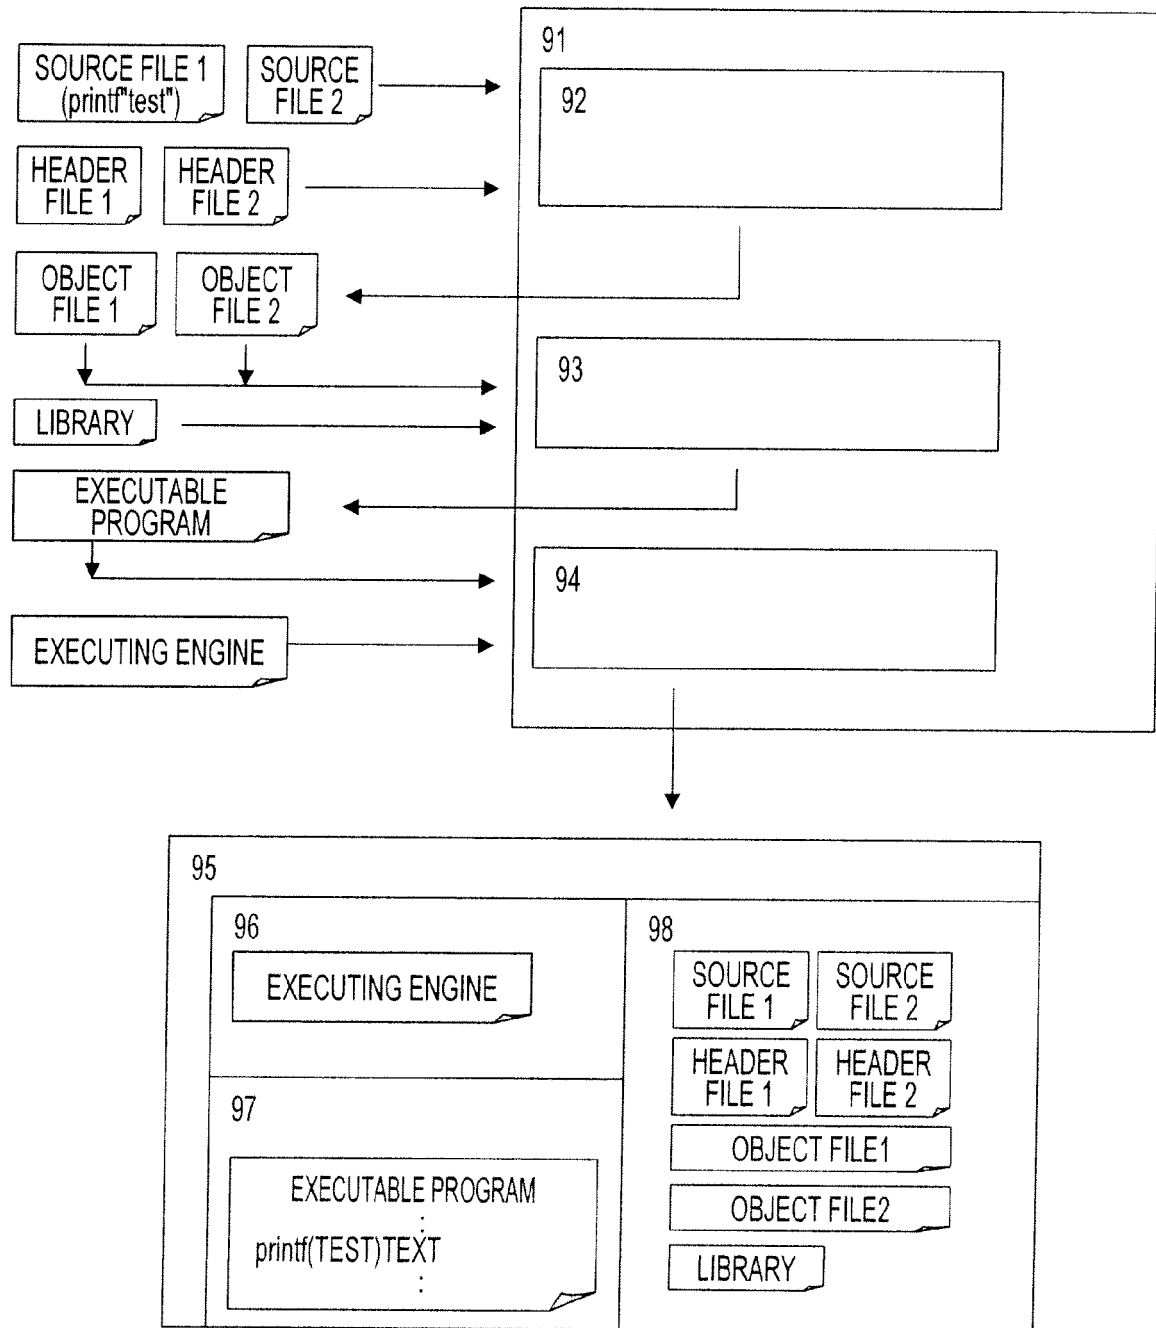 91
SOURCE FILE 1
(printf"test")
SOURCE
FILE 2
92
HEADER
FILE 1
HEADER
FILE 2
OBJECT
FILE 1
OBJECT
FILE 2
93
LIBRARY
EXECUTABLE
PROGRAM
94
EXECUTING ENGINE
95
96
EXECUTING ENGINE
97
EXECUTABLE PROGRAM
printf(TEST)TEXT
98
SOURCE
FILE 1
SOURCE
FILE 2
HEADER
FILE 1
HEADER
FILE 2
OBJECT FILE1
OBJECT FILE2
LIBRARY